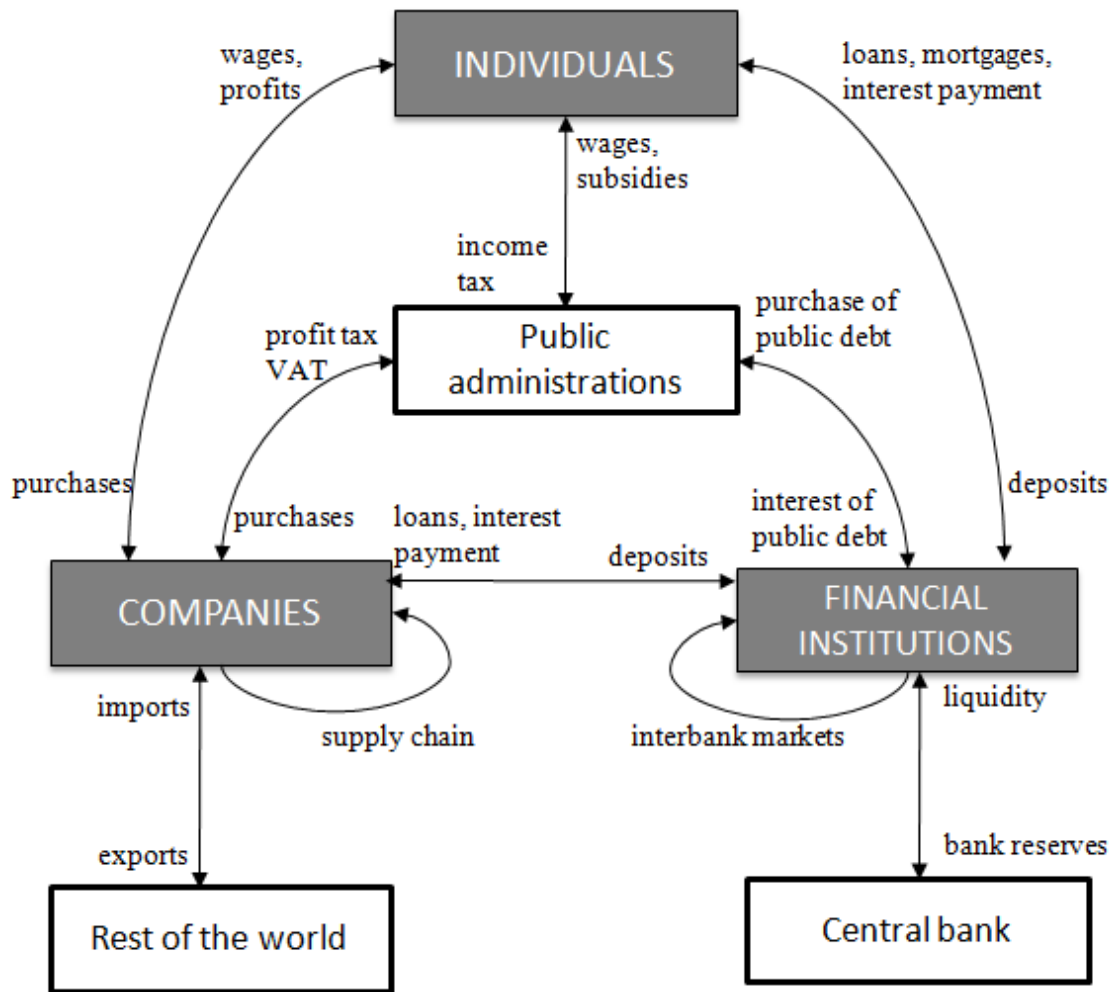 INDIVIDUALS
wages,
profits
loans, mortgages,
interest payment
wages,
subsidies
income
tax
Public
administrations
profit tax
VAT
purchase of
public debt
purchases
purchases
loans, interest
payment
deposits
interest of
public debt
deposits
COMPANIES
FINANCIAL
INSTITUTIONS
imports
supply chain
interbank markets
liquidity
exports
bank reserves
Rest of the world
Central bank